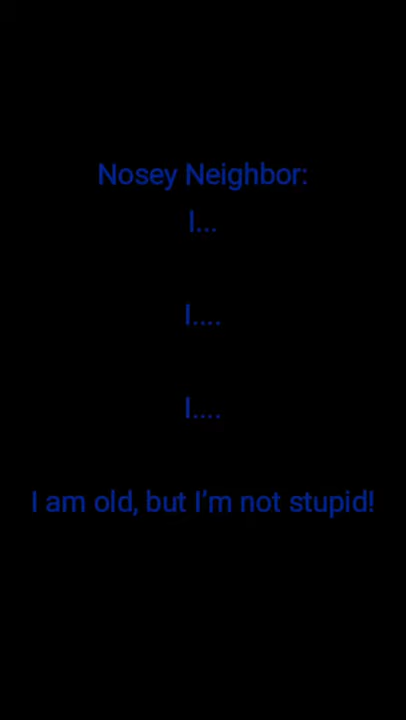 Nosey Neighbor:
I...
I....
I....
I am old, but I'm not stupid!